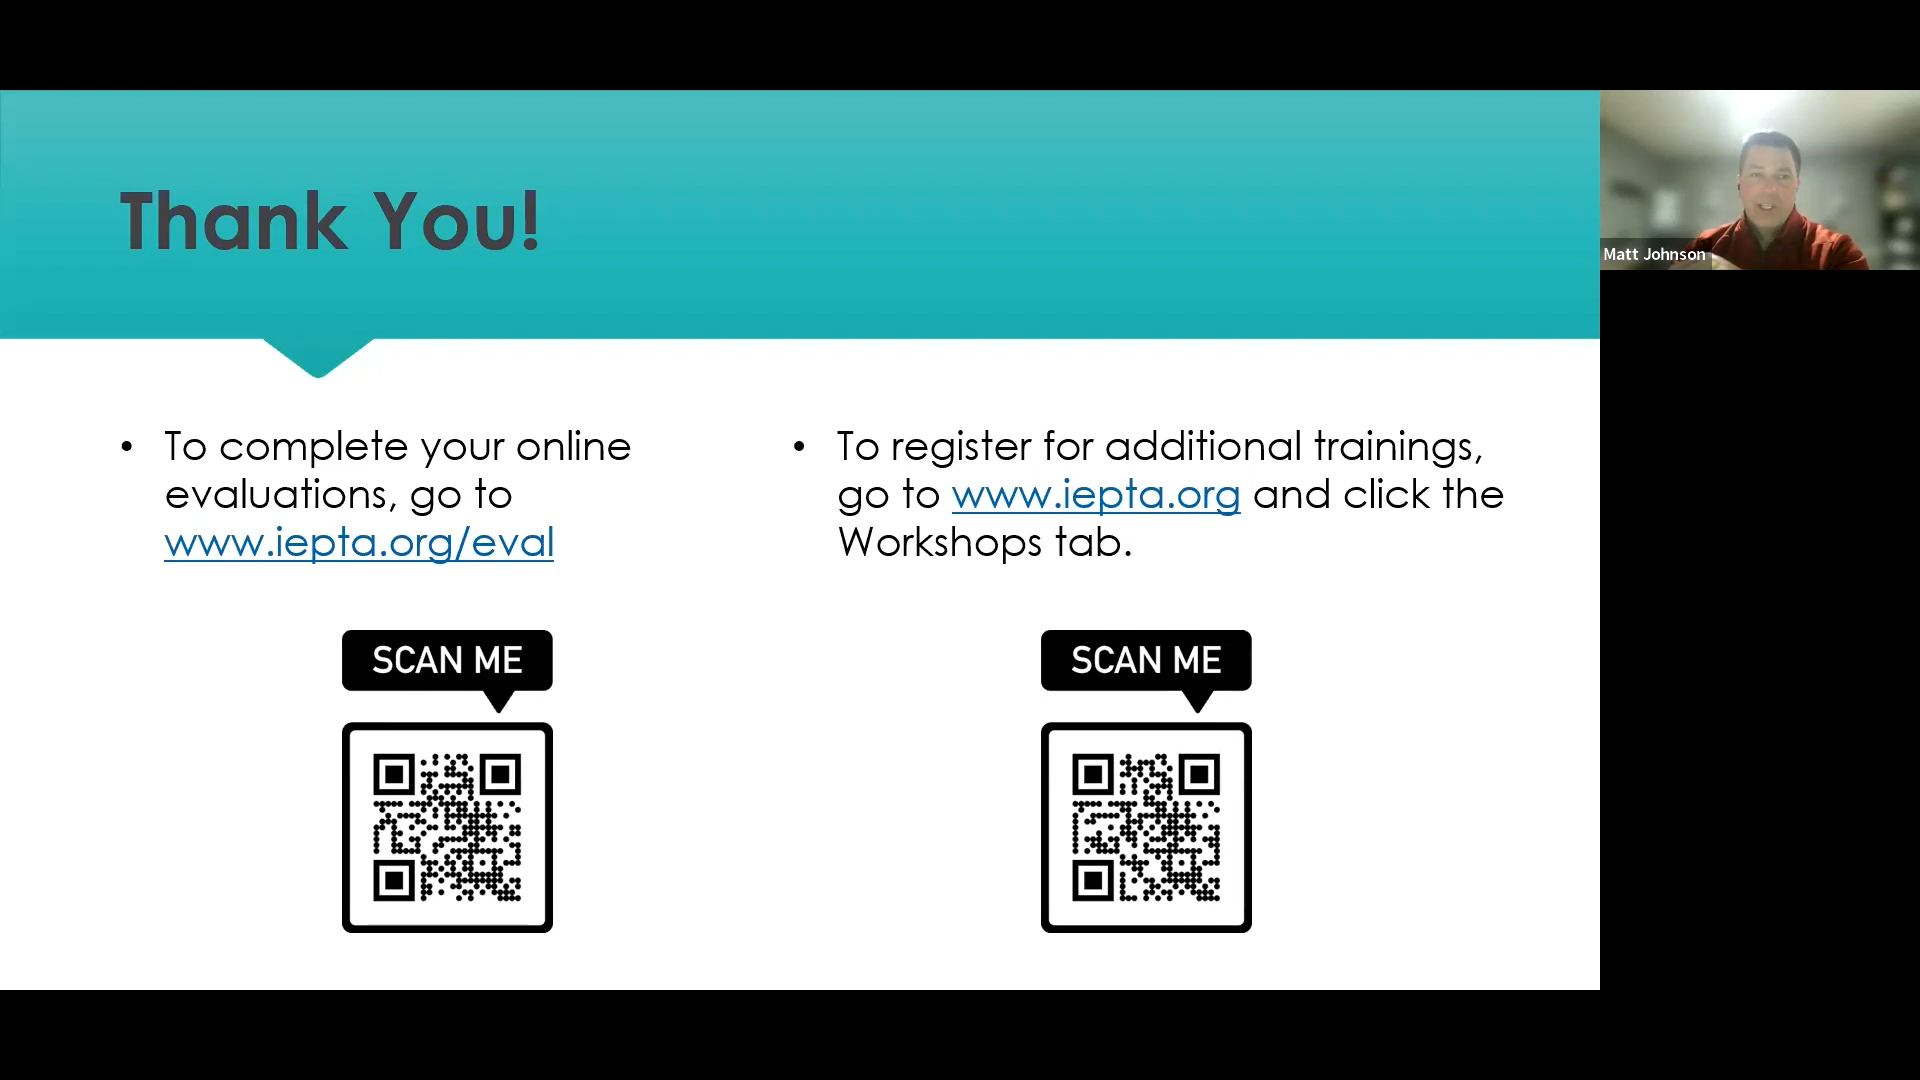 Thank You!
Matt Johnson
• To complete your online
evaluations, go to
www.iepta.org/eval
• To register for additional trainings,
go to www.iepta.org and click the
Workshops tab.
SCAN ME
SCAN ME